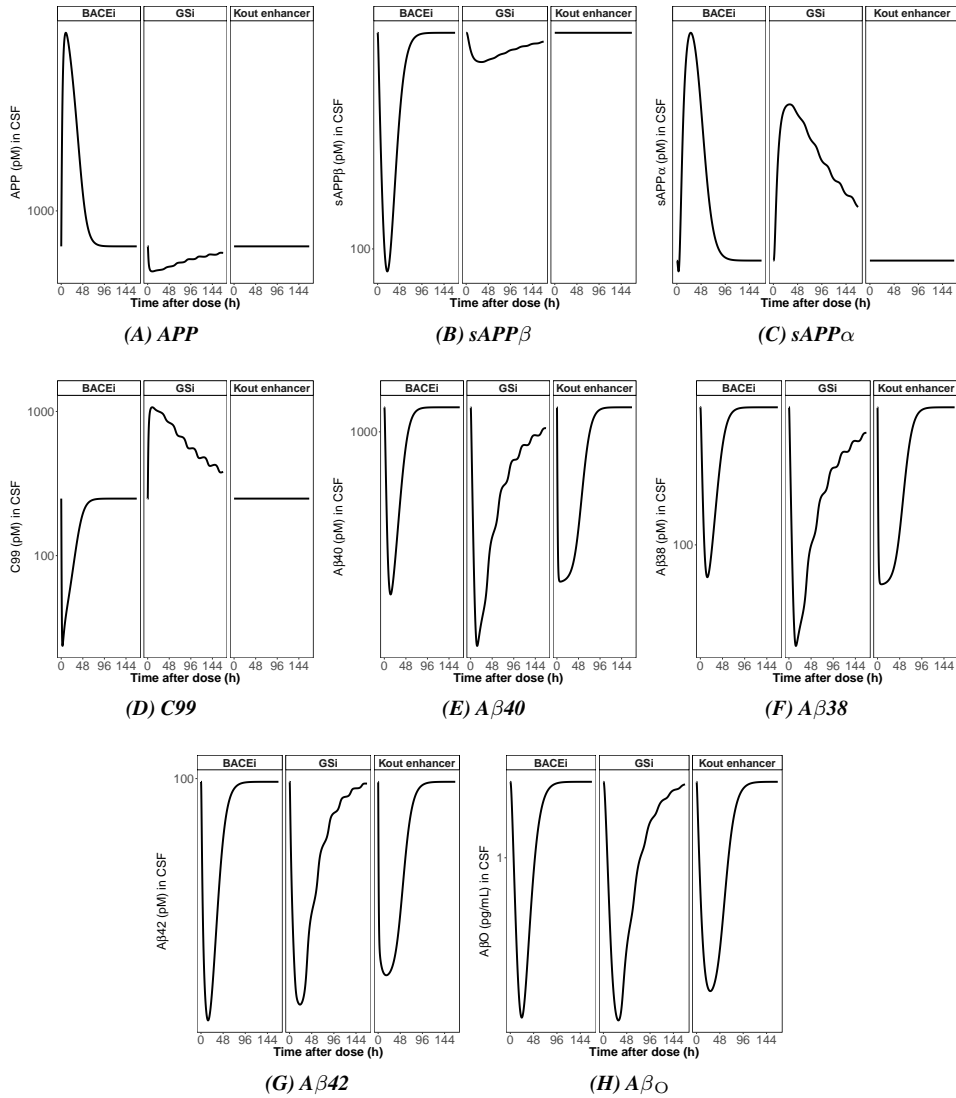 BACEi GSi Kout enhancer
APP (pM) in CSF
1000
0 48 96 144 0 48 96 144 0 48 96 144
Time after dose (h)
(A) APP
BACEi GSi Kout enhancer
sAPPβ (pM) in CSF
100
0 48 96 144 0 48 96 144 0 48 96 144
Time after dose (h)
(B) sAPPβ
BACEi GSi Kout enhancer
sAPPα (pM) in CSF
0 48 96 144 0 48 96 144 0 48 96 144
Time after dose (h)
(C) sAPPα
BACEi GSi Kout enhancer
C99 (pM) in CSF
1000
100
0 48 96 144 0 48 96 144 0 48 96 144
Time after dose (h)
(D) C99
BACEi GSi Kout enhancer
Aβ40 (pM) in CSF
1000
0 48 96 144 0 48 96 144 0 48 96 144
Time after dose (h)
(E) Aβ40
BACEi GSi Kout enhancer
Aβ38 (pM) in CSF
100
0 48 96 144 0 48 96 144 0 48 96 144
Time after dose (h)
(F) Aβ38
BACEi GSi Kout enhancer
Aβ42 (pM) in CSF
100
0 48 96 144 0 48 96 144 0 48 96 144
Time after dose (h)
(G) Aβ42
BACEi GSi Kout enhancer
AβO (pg/mL) in CSF
1
0 48 96 144 0 48 96 144 0 48 96 144
Time after dose (h)
(H) AβO